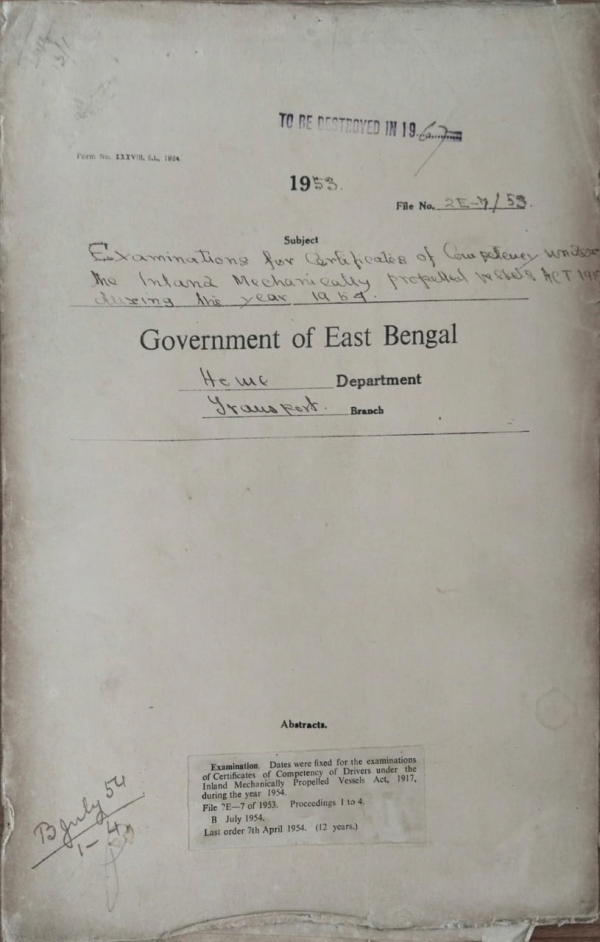 TO BE DESTROYED IN 1967
Form No. XXXVIII, S.L., 1924.
1953.
File No. 2E-7/53.
Subject
Examinations for Certificates of Competency under
the Inland Mechanically propelled vessels ACT 191
during the year 1954.
Government of East Bengal
Home Department
Transport. Branch
Abstracts.
Examination. Dates were fixed for the examinations
of Certificates of Competency of Drivers under the
Inland Mechanically Propelled Vessels Act, 1917,
during the year 1954.
File 2E—7 of 1953. Proceedings 1 to 4.
B July 1954.
Last order 7th April 1954. (12 years.)
B July 54
1-4